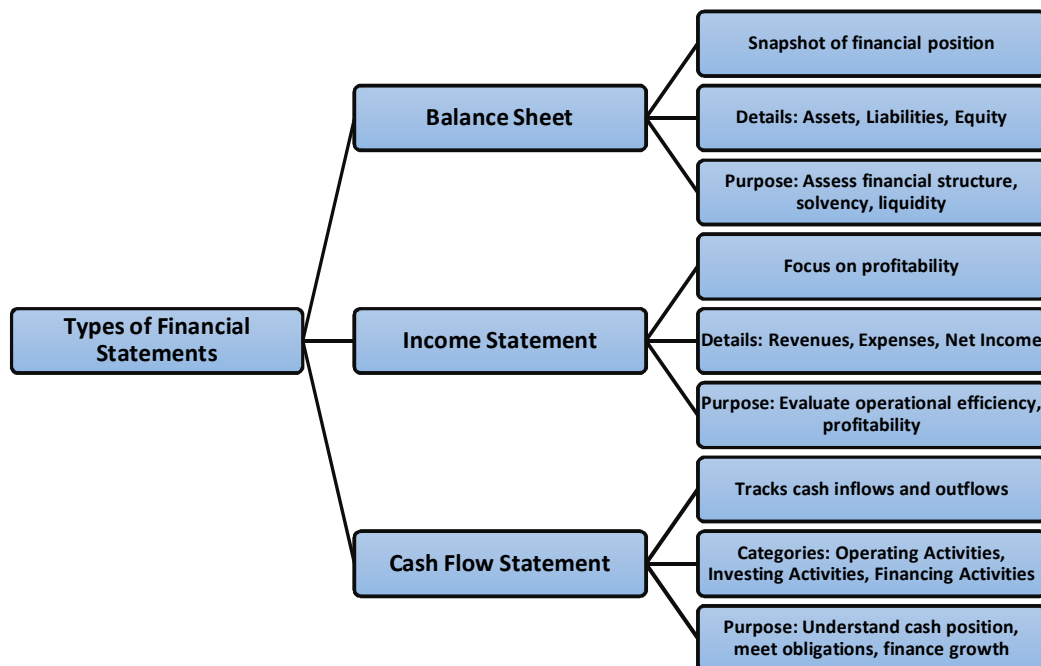 Types of Financial
Statements
Balance Sheet
Snapshot of financial position
Details: Assets, Liabilities, Equity
Purpose: Assess financial structure,
solvency, liquidity
Income Statement
Focus on profitability
Details: Revenues, Expenses, Net Income
Purpose: Evaluate operational efficiency,
profitability
Cash Flow Statement
Tracks cash inflows and outflows
Categories: Operating Activities,
Investing Activities, Financing Activities
Purpose: Understand cash position,
meet obligations, finance growth